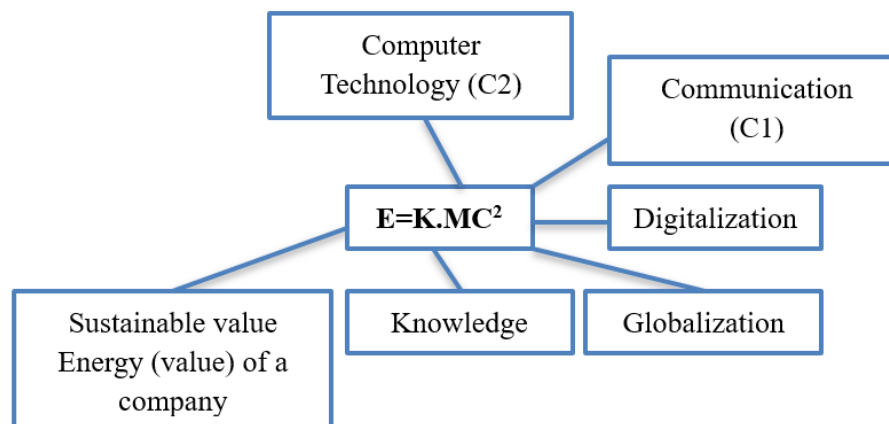 Computer
Technology (C2)
Communication
(C1)
E=K.MC²
Digitalization
Sustainable value
Energy (value) of a
company
Knowledge
Globalization